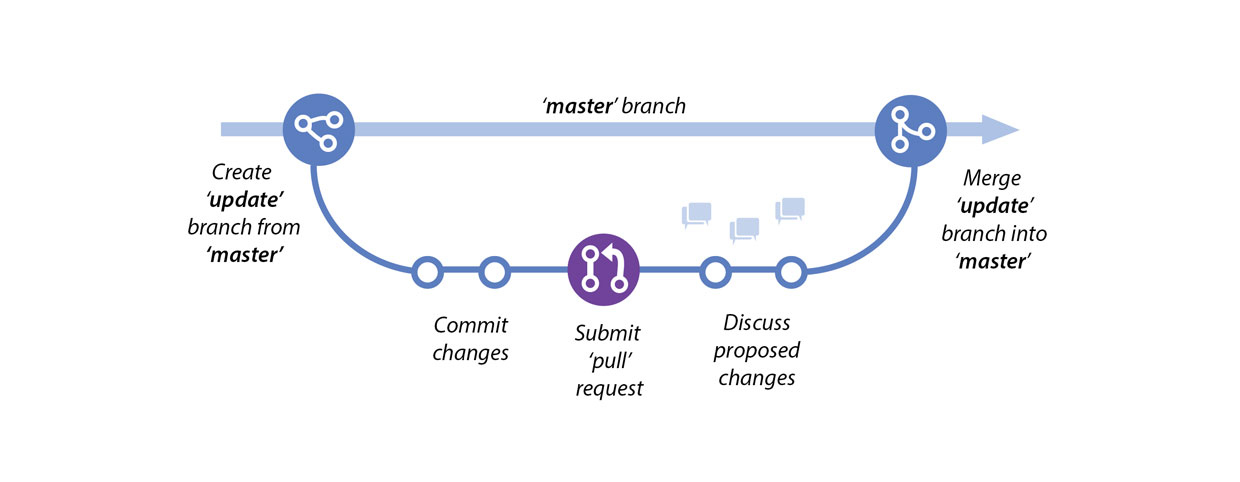 ‘master’ branch
Create
‘update’
branch from
‘master’
Merge
‘update’
branch into
‘master’
Commit
changes
Submit
‘pull’
request
Discuss
proposed
changes